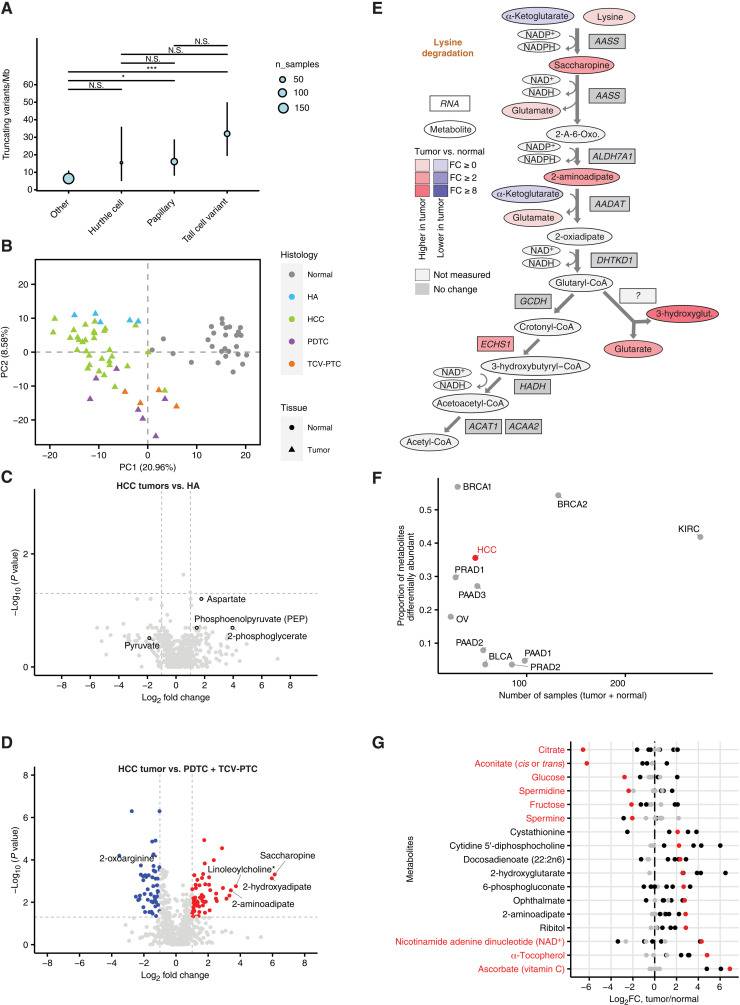 A
N.S.
N.S.
N.S.
***
*
N.S.
Truncating variants/Mb
60
50
40
30
20
10
0
Other
Hurthle cell
Papillary
Tall cell variant
n_samples
50
100
150
B
20
10
0
−10
−20
PC2 (8.58%)
−20
−10
0
10
20
PC1 (20.96%)
Histology
Normal
HA
HCC
PDTC
TCV-PTC
Tissue
Normal
Tumor
C
HCC tumors vs. HA
−Log10 (P value)
2
0
Aspartate
Phosphoenolpyruvate (PEP)
2-phosphoglycerate
Pyruvate
−8
−6
−4
−2
0
2
4
6
8
Log2 fold change
D
HCC tumor vs. PDTC + TCV-PTC
−Log10 (P value)
8
6
4
2
0
2-oxoarginine*
Linoleoylcholine*
Saccharopine
2-hydroxyadipate
2-aminoadipate
−8
−6
−4
−2
0
2
4
6
8
Log2 fold change
E
Lysine
degradation
RNA
Metabolite
Tumor vs. normal
FC ≥ 0
FC ≥ 2
FC ≥ 8
Higher in tumor
Lower in tumor
Not measured
No change
α-Ketoglutarate
Lysine
NADP+
NADPH
AASS
Saccharopine
NAD+
NADH
AASS
Glutamate
2-A-6-Oxo.
NADP+
NADPH
ALDH7A1
2-aminoadipate
α-Ketoglutarate
AADAT
Glutamate
2-oxiadipate
NAD+
NADH
DHTKD1
Glutaryl-CoA
GCDH
?
Crotonyl-CoA
3-hydroxyglut.
ECHS1
Glutarate
3-hydroxybutyryl–CoA
NAD+
NADH
HADH
Acetoacetyl-CoA
ACAT1
ACAA2
Acetyl-CoA
F
Proportion of metabolites
differentially abundant
0.5
0.4
0.3
0.2
0.1
BRCA1
BRCA2
KIRC
HCC
PRAD1
PAAD3
OV
PAAD2
BLCA
PAAD1
PRAD2
100
200
Number of samples (tumor + normal)
G
Metabolites
Citrate
Aconitate (cis or trans)
Glucose
Spermidine
Fructose
Spermine
Cystathionine
Cytidine 5'-diphosphocholine
Docosadienoate (22:2n6)
2-hydroxyglutarate
6-phosphogluconate
Ophthalmate
2-aminoadipate
Ribitol
Nicotinamide adenine dinucleotide (NAD+)
α-Tocopherol
Ascorbate (vitamin C)
−6
−4
−2
0
2
4
6
Log2FC, tumor/normal